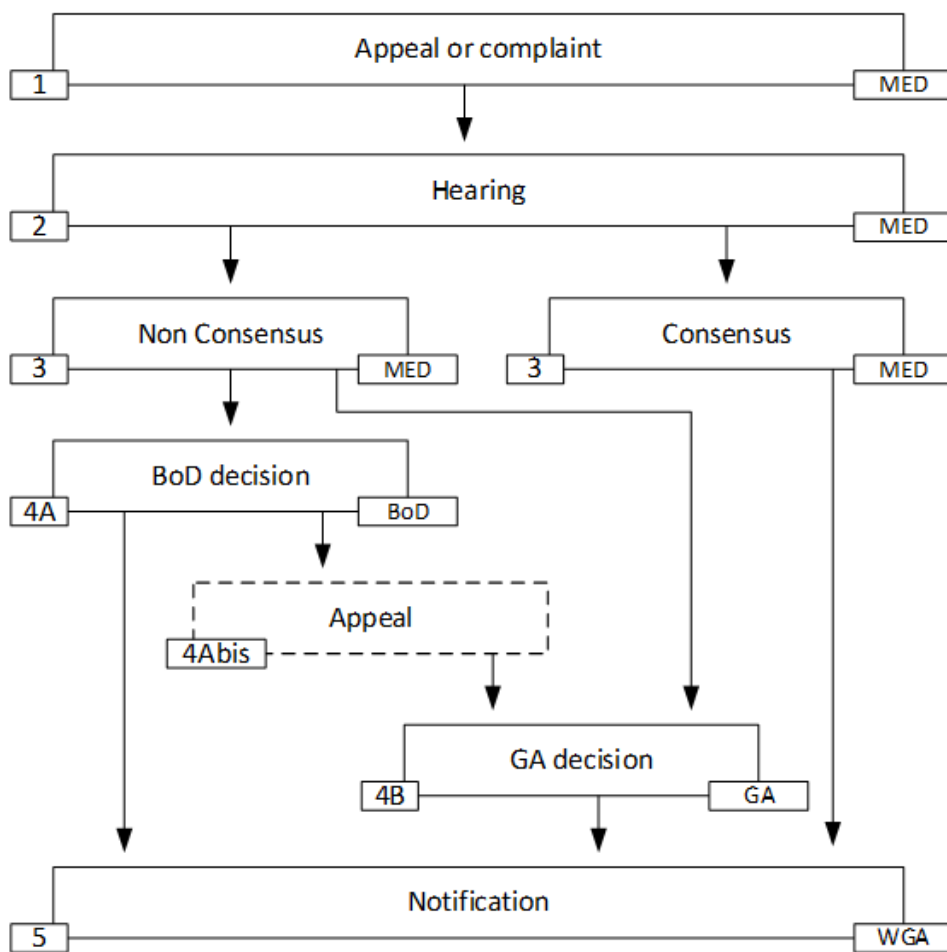 Appeal or complaint
1
MED
Hearing
2
MED
Non Consensus
3
MED
Consensus
3
MED
BoD decision
4A
BoD
Appeal
4Abis
GA decision
4B
GA
Notification
5
WGA